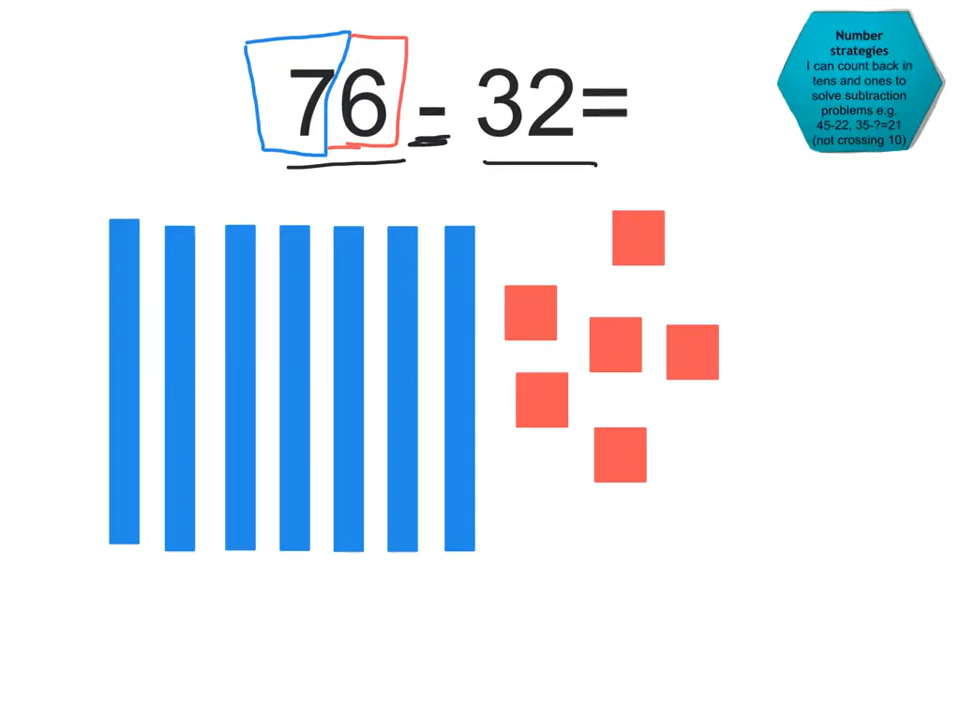 76 - 32=
Number
strategies
I can count back in
tens and ones to
solve subtraction
problems e.g.
45-22, 35-?=21
(not crossing 10)